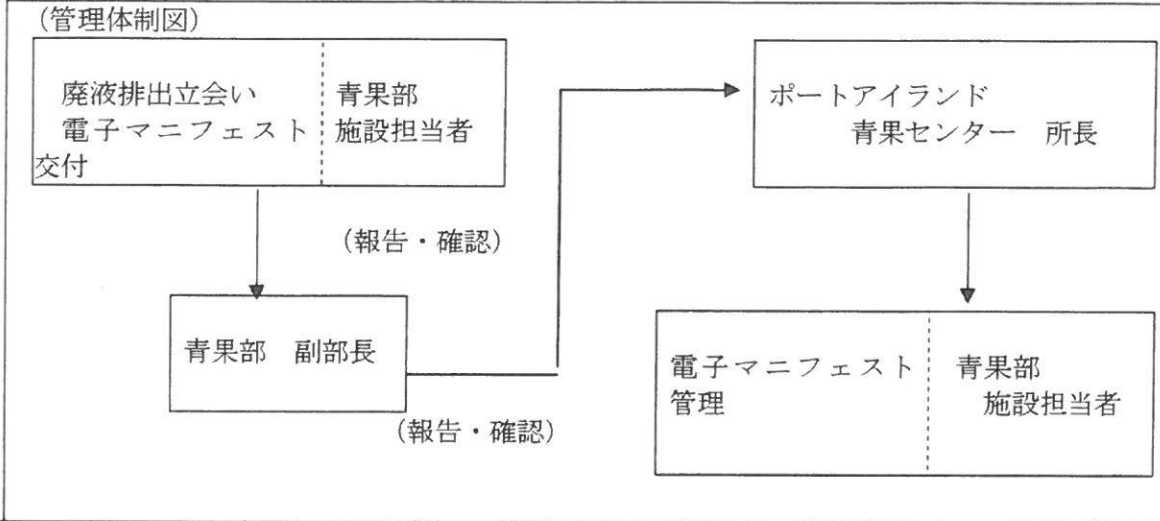 (管理体制図)
廃液排出立会い
電子マニフェスト
交付
青果部
施設担当者
(報告・確認)
青果部 副部長
(報告・確認)
ポートアイランド
青果センター 所長
電子マニフェスト
管理
青果部
施設担当者